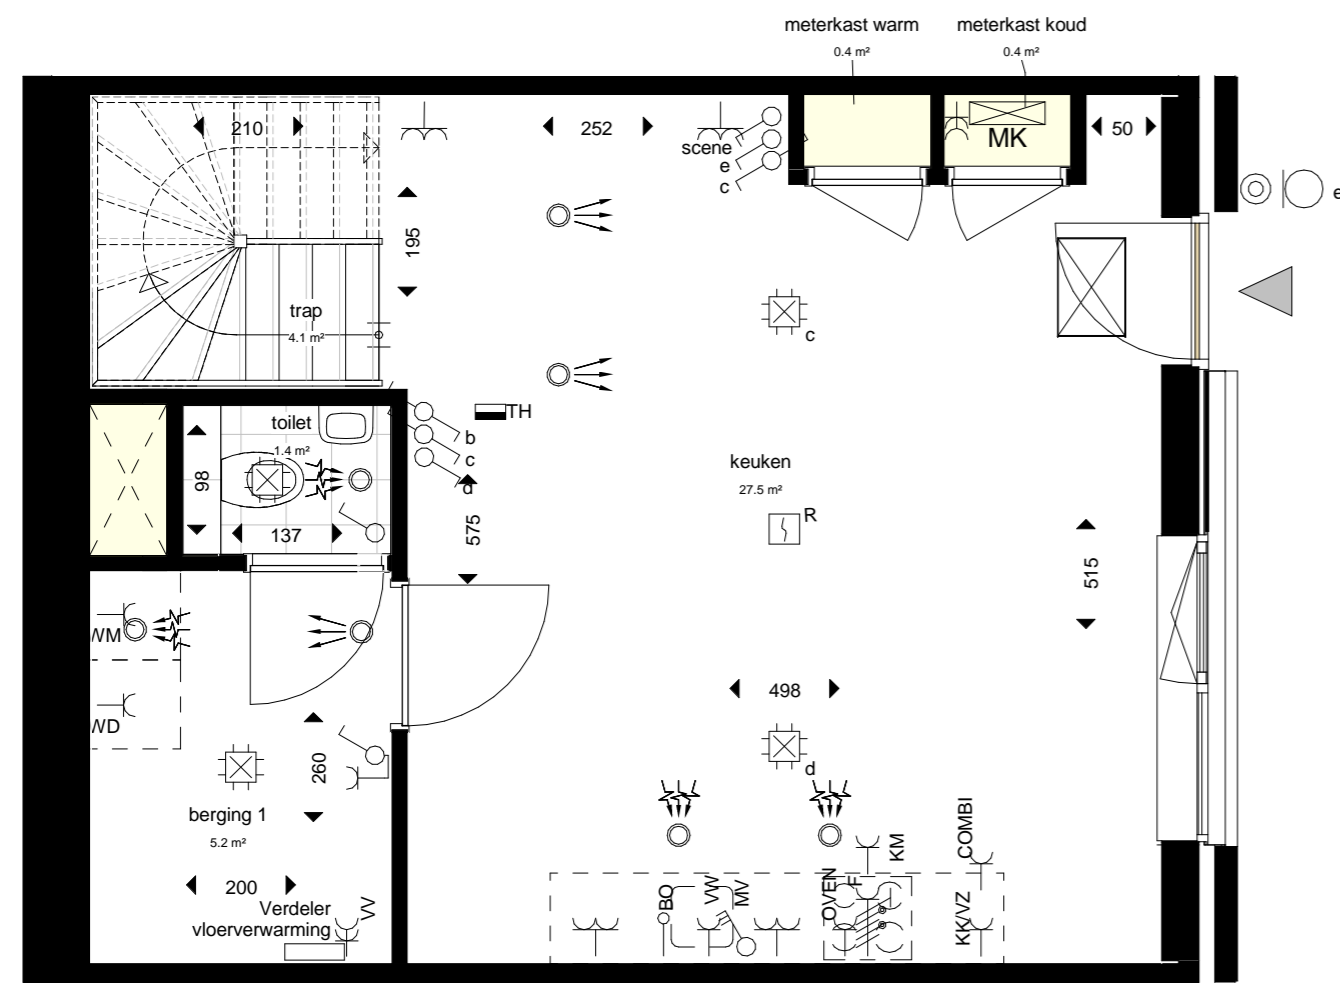 meterkast warm
0.4 m²
meterkast koud
0.4 m²
210
252
50
MK
scene
e
c
e
195
trap
4.1 m²
c
TH
b
c
d
toilet
1.4 m²
98
137
575
keuken
27.5 m²
R
515
WM
WD
498
d
260
berging 1
5.2 m²
200
Verdeler
vloerverwarming
VV
BO
VW
MV
OVEN
F
KM
COMBI
KK/VZ